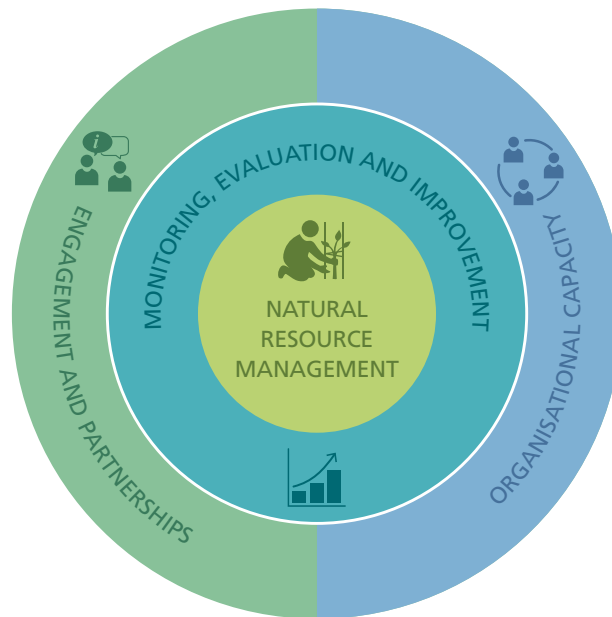 ENGAGEMENT AND PARTNERSHIPS
ORGANISATIONAL CAPACITY
MONITORING, EVALUATION AND IMPROVEMENT
NATURAL
RESOURCE
MANAGEMENT
i